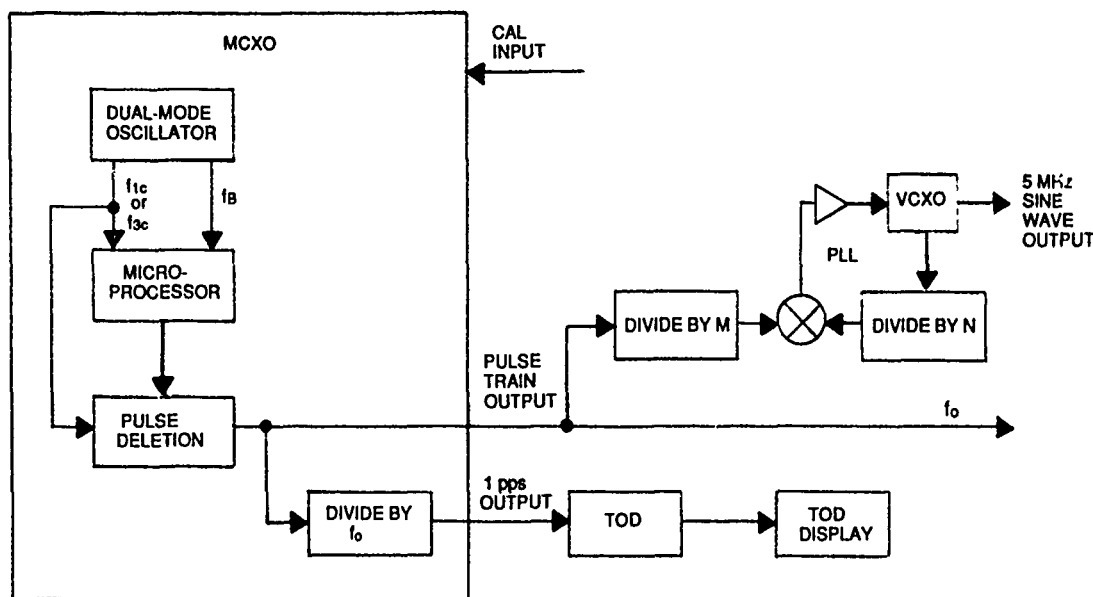 MCXO
CAL
INPUT
DUAL-MODE
OSCILLATOR
f1c
or
f3c
fB
MICRO-
PROCESSOR
PULSE
DELETION
DIVIDE BY
fo
PULSE
TRAIN
OUTPUT
1 pps
OUTPUT
DIVIDE BY M
PLL
VCXO
DIVIDE BY N
5 MHz
SINE
WAVE
OUTPUT
fo
TOD
TOD
DISPLAY